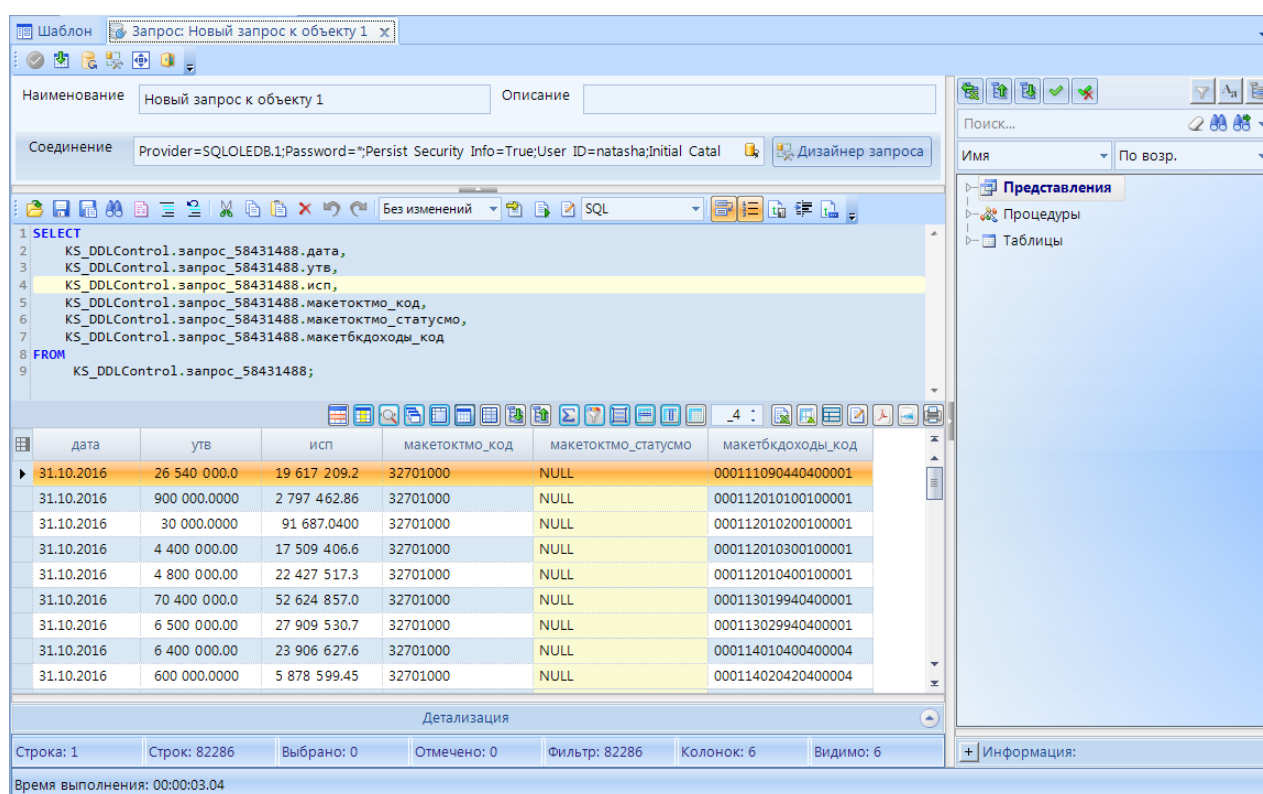 Шаблон Запрос: Новый запрос к объекту 1 x
Наименование Новый запрос к объекту 1 Описание
Соединение Provider=SQLOLEDB.1;Password=*;Persist Security Info=True;User ID=natasha;Initial Catal Дизайнер запроса
Без изменений SQL
1 SELECT
2 KS_DDLControl.запрос_58431488.дата,
3 KS_DDLControl.запрос_58431488.утв,
4 KS_DDLControl.запрос_58431488.исп,
5 KS_DDLControl.запрос_58431488.макетоктмо_код,
6 KS_DDLControl.запрос_58431488.макетоктмо_статусмо,
7 KS_DDLControl.запрос_58431488.макетбкдоходы_код
8 FROM
9 KS_DDLControl.запрос_58431488;
_4
дата утв исп макетоктмо_код макетоктмо_статусмо макетбкдоходы_код
31.10.2016 26 540 000.0 19 617 209.2 32701000 NULL 000111090440400001
31.10.2016 900 000.0000 2 797 462.86 32701000 NULL 000112010100100001
31.10.2016 30 000.0000 91 687.0400 32701000 NULL 000112010200100001
31.10.2016 4 400 000.00 17 509 406.6 32701000 NULL 000112010300100001
31.10.2016 4 800 000.00 22 427 517.3 32701000 NULL 000112010400100001
31.10.2016 70 400 000.0 52 624 857.0 32701000 NULL 000113019940400001
31.10.2016 6 500 000.00 27 909 530.7 32701000 NULL 000113029940400001
31.10.2016 6 400 000.00 23 906 627.6 32701000 NULL 000114010400400004
31.10.2016 600 000.0000 5 878 599.45 32701000 NULL 000114020420400004
Детализация
Строка: 1 Строк: 82286 Выбрано: 0 Отмечено: 0 Фильтр: 82286 Колонок: 6 Видимо: 6
Время выполнения: 00:00:03.04
Поиск...
Имя По возр.
Представления
Процедуры
Таблицы
+ Информация: